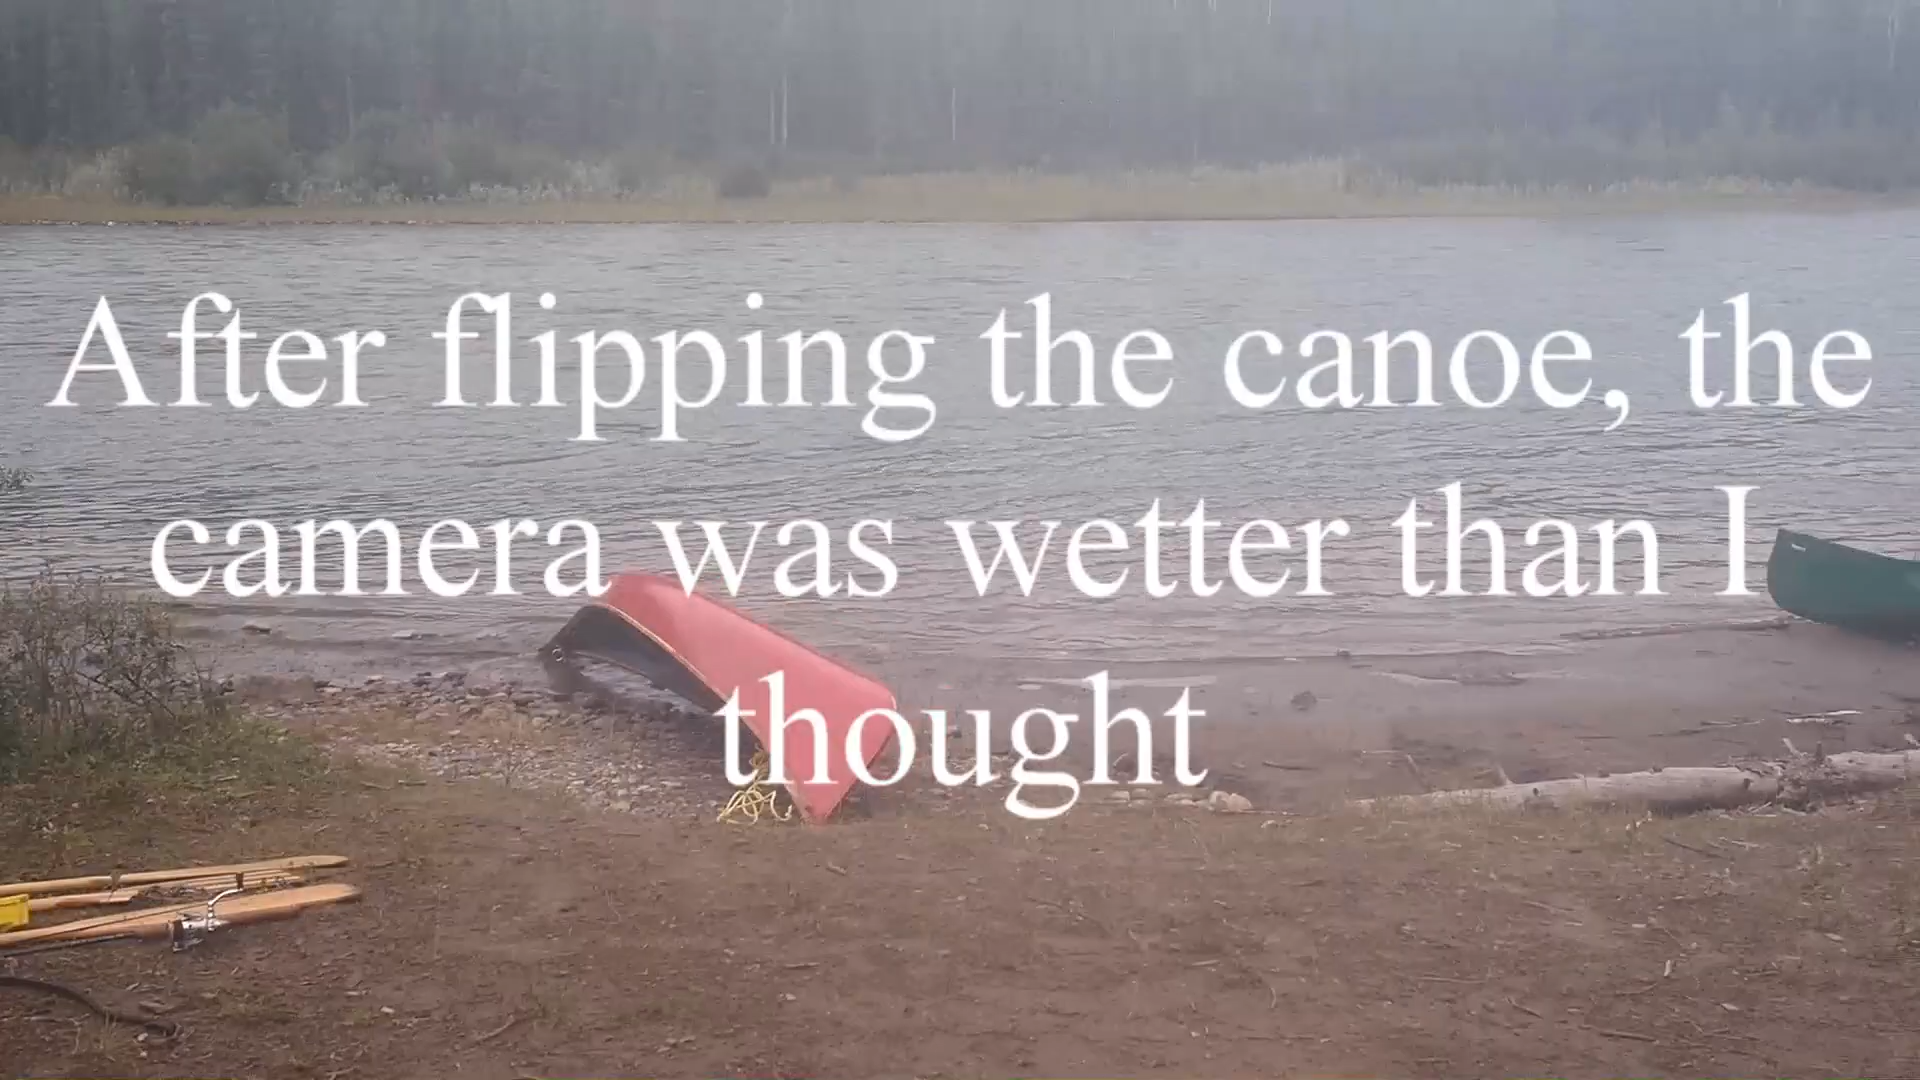 After flipping the canoe, the
camera was wetter than I
thought